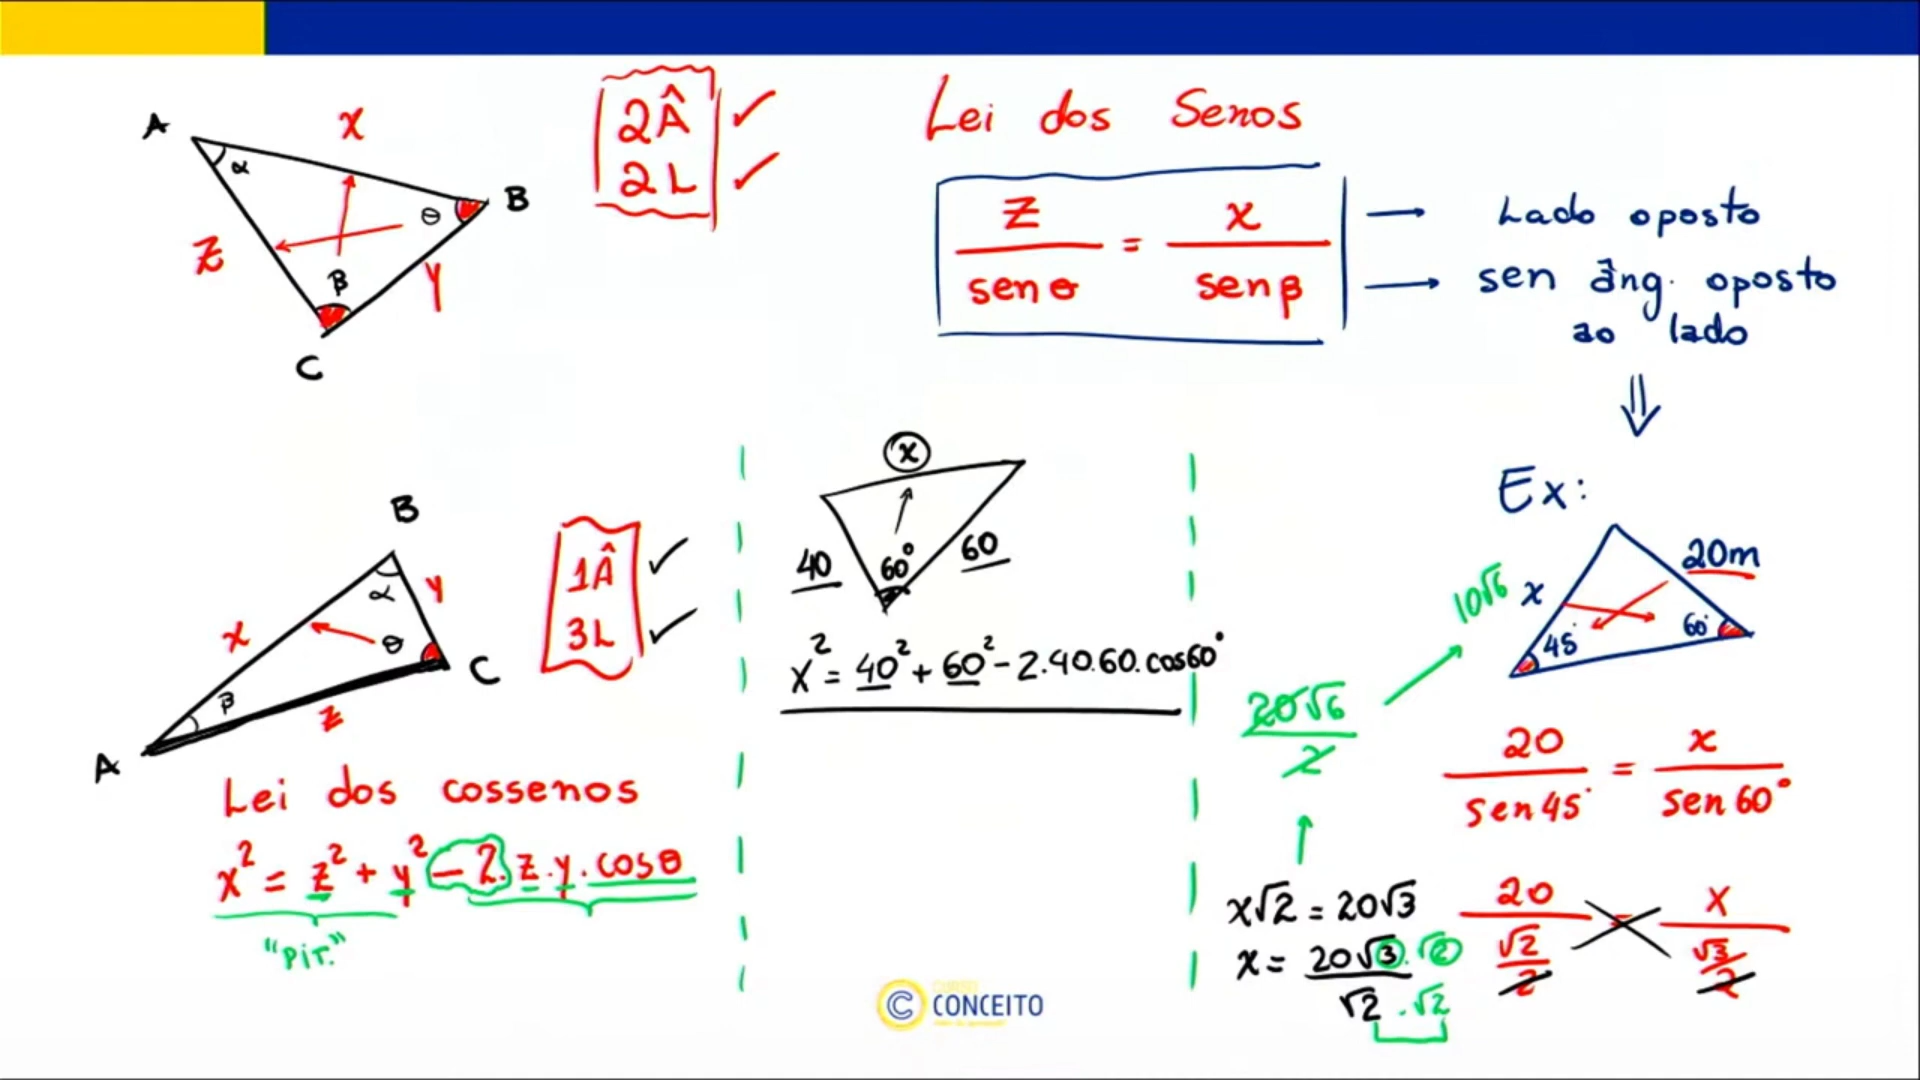 A
x
α
B
θ
z
β
y
C
2Â ✓
2L ✓
Lei dos Senos
z/sen θ = x/sen β
→ Lado oposto
→ sen âng. oposto
ao lado
⇓
Ex:
20m
x
10√6
45°
60°
20/sen 45° = x/sen 60°
20/(√2/2) = x/(√3/2)
x√2 = 20√3
x = 20√3 . √2/√2 . √2
20√6/2
B
α
y
x
θ
C
β
z
A
1Â ✓
3L ✓
Lei dos cossenos
x² = z² + y² - 2.z.y.cos θ
"Pit."
x
40
60°
60
x² = 40² + 60² - 2.40.60.cos60°
C
CURSO
CONCEITO